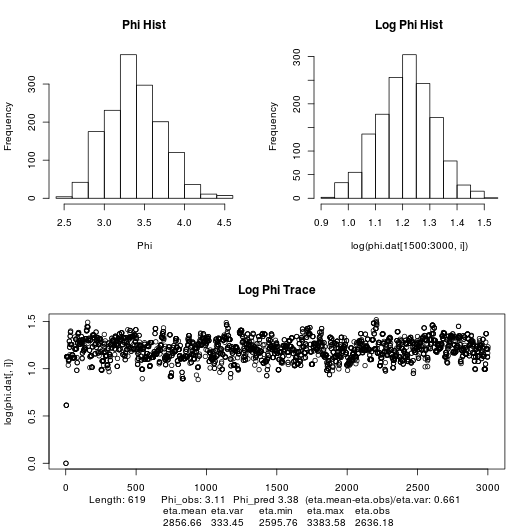 Phi Hist
Log Phi Hist
Frequency
0 100 200 300
2.5 3.0 3.5 4.0 4.5
Phi
Frequency
0 50 150 300
0.9 1.0 1.1 1.2 1.3 1.4 1.5
log(phi.dat[1500:3000, i])
Log Phi Trace
log(phi.dat[, i])
0.0 0.5 1.0 1.5
0 500 1000 1500 2000 2500 3000
Length: 619 Phi_obs: 3.11 Phi_pred 3.38 (eta.mean-eta.obs)/eta.var: 0.661
eta.mean eta.var eta.min eta.max eta.obs
2856.66 333.45 2595.76 3383.58 2636.18